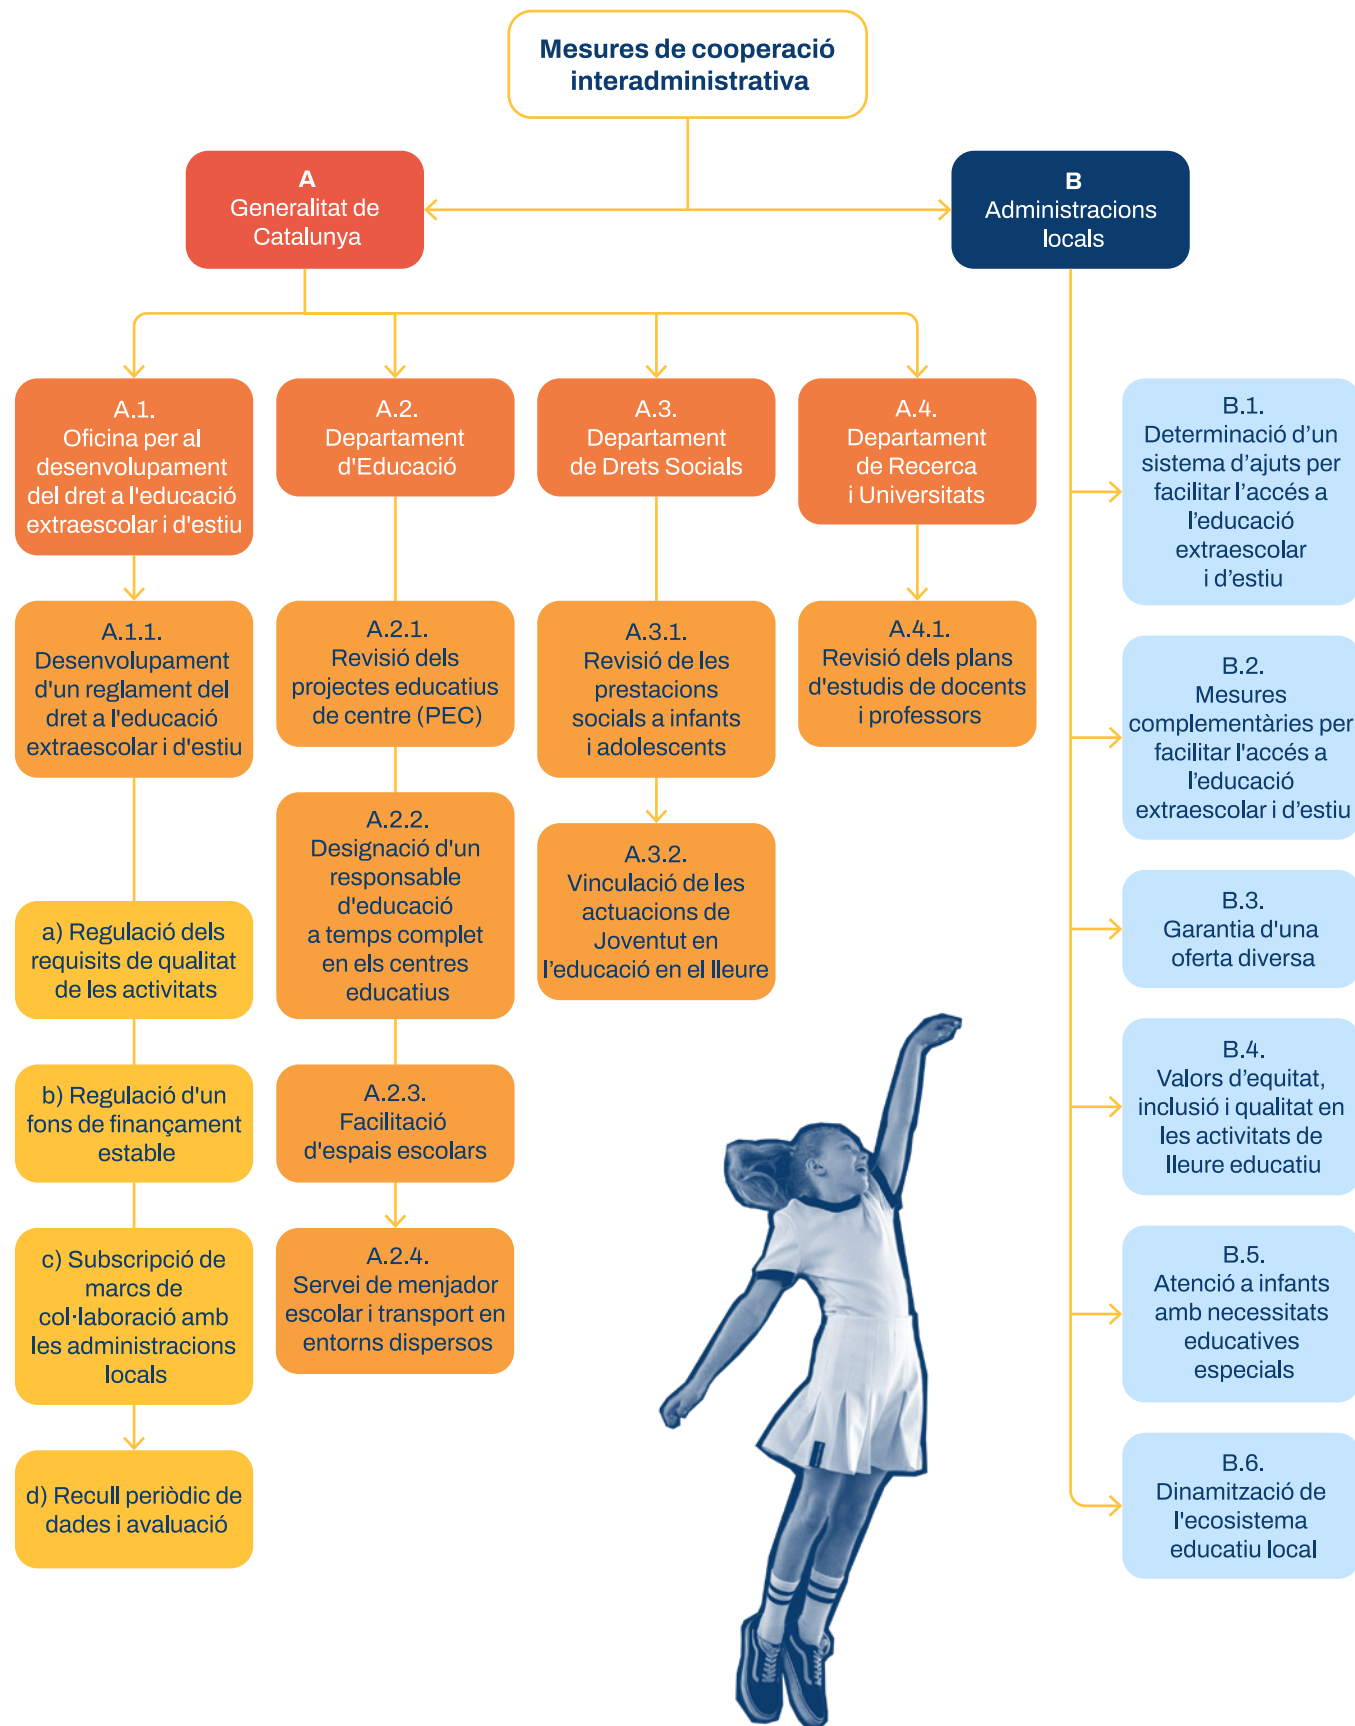 Mesures de cooperació
interadministrativa
A
Generalitat de
Catalunya
B
Administracions
locals
A.1.
Oficina per al
desenvolupament
del dret a l'educació
extraescolar i d'estiu
A.2.
Departament
d'Educació
A.3.
Departament
de Drets Socials
A.4.
Departament
de Recerca
i Universitats
A.1.1.
Desenvolupament
d'un reglament del
dret a l'educació
extraescolar i d'estiu
a) Regulació dels
requisits de qualitat
de les activitats
b) Regulació d'un
fons de finançament
estable
c) Subscripció de
marcs de
col·laboració amb
les administracions
locals
d) Recull periòdic de
dades i avaluació
A.2.1.
Revisió dels
projectes educatius
de centre (PEC)
A.2.2.
Designació d'un
responsable
d'educació
a temps complet
en els centres
educatius
A.2.3.
Facilitació
d'espais escolars
A.2.4.
Servei de menjador
escolar i transport en
entorns dispersos
A.3.1.
Revisió de les
prestacions
socials a infants
i adolescents
A.3.2.
Vinculació de les
actuacions de
Joventut en
l’educació en el lleure
A.4.1.
Revisió dels plans
d'estudis de docents
i professors
B.1.
Determinació d’un
sistema d’ajuts per
facilitar l’accés a
l’educació
extraescolar
i d’estiu
B.2.
Mesures
complementàries per
facilitar l'accés a
l’educació
extraescolar i d’estiu
B.3.
Garantia d'una
oferta diversa
B.4.
Valors d’equitat,
inclusió i qualitat en
les activitats de
lleure educatiu
B.5.
Atenció a infants
amb necessitats
educatives
especials
B.6.
Dinamització de
l'ecosistema
educatiu local